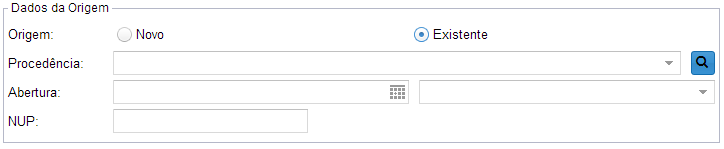 Dados da Origem
Origem: Novo Existente
Procedência:
Abertura:
NUP: